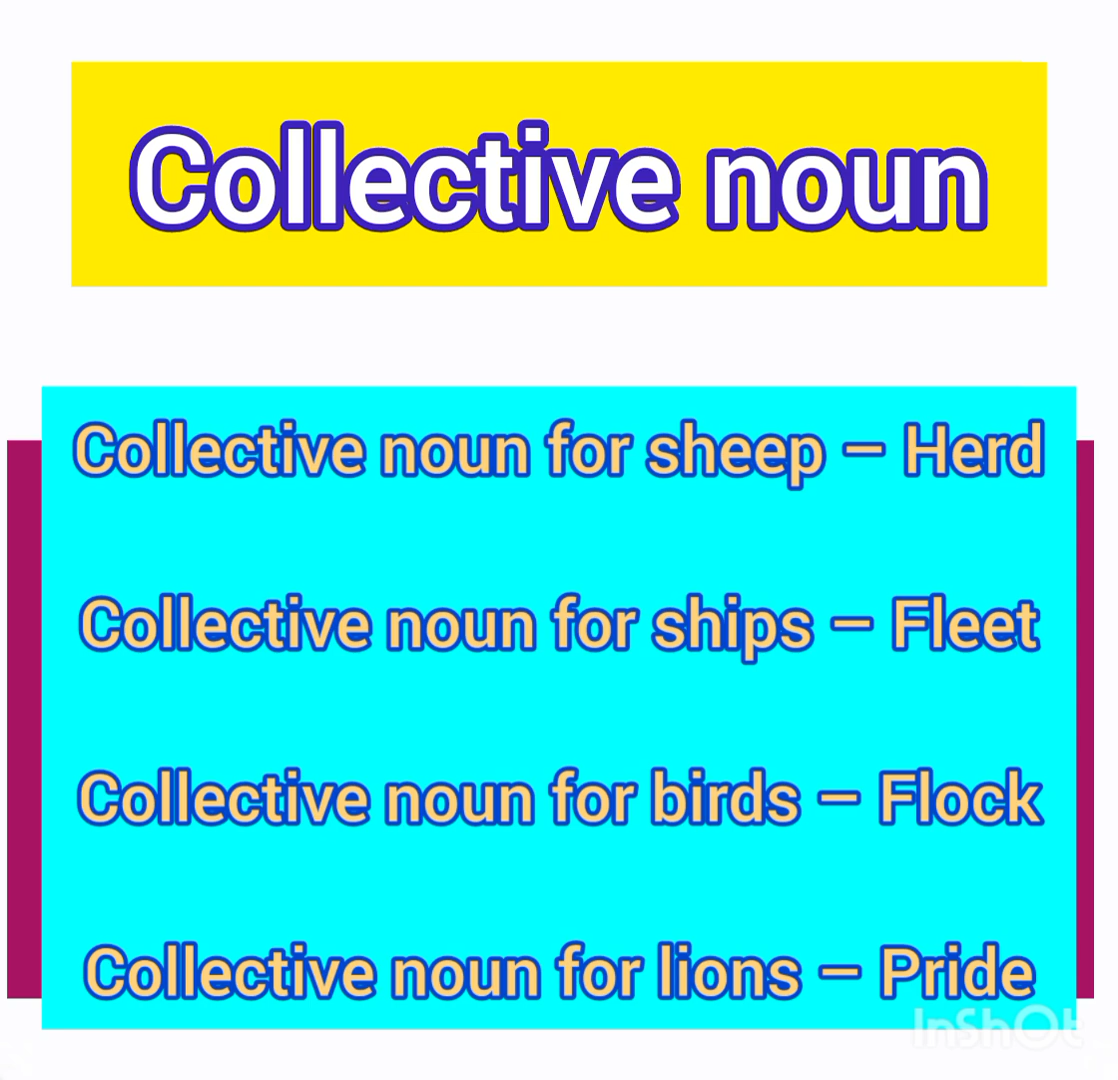 Collective noun
Collective noun for sheep – Herd
Collective noun for ships – Fleet
Collective noun for birds – Flock
Collective noun for lions – Pride
InShOt